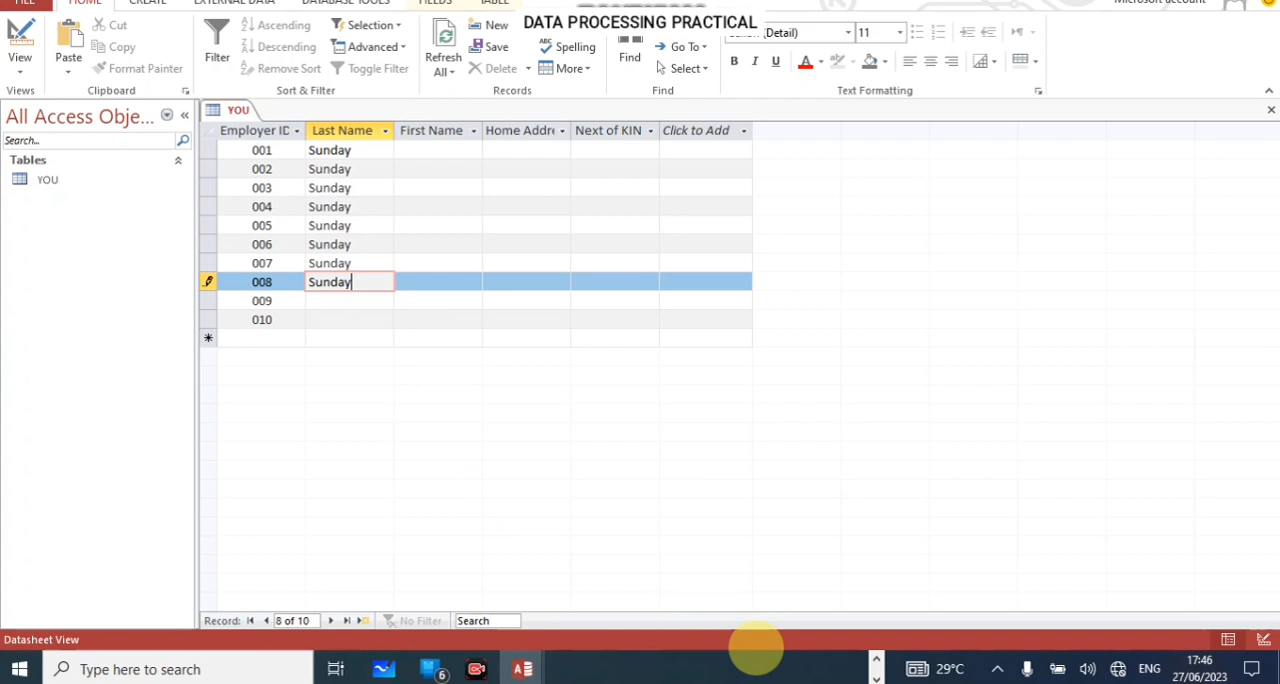 FILE HOME CREATE EXTERNAL DATA DATABASE TOOLS FIELDS TABLE Microsoft account
DATA PROCESSING PRACTICAL
View
Views
Paste
Cut
Copy
Format Painter
Clipboard
Filter
Ascending
Descending
Remove Sort
Selection
Advanced
Toggle Filter
Sort & Filter
Refresh
All
New
Save
Delete
Spelling
More
Records
Find
Go To
Select
Find
(Detail) 11
B I U A
Text Formatting
All Access Obje...
Search...
Tables
YOU
YOU
Employer ID Last Name First Name Home Addre Next of KIN Click to Add
001 Sunday
002 Sunday
003 Sunday
004 Sunday
005 Sunday
006 Sunday
007 Sunday
008 Sunday
009
010
Record: 8 of 10 No Filter Search
Datasheet View
Type here to search 6 29°C ENG 17:46
27/06/2023